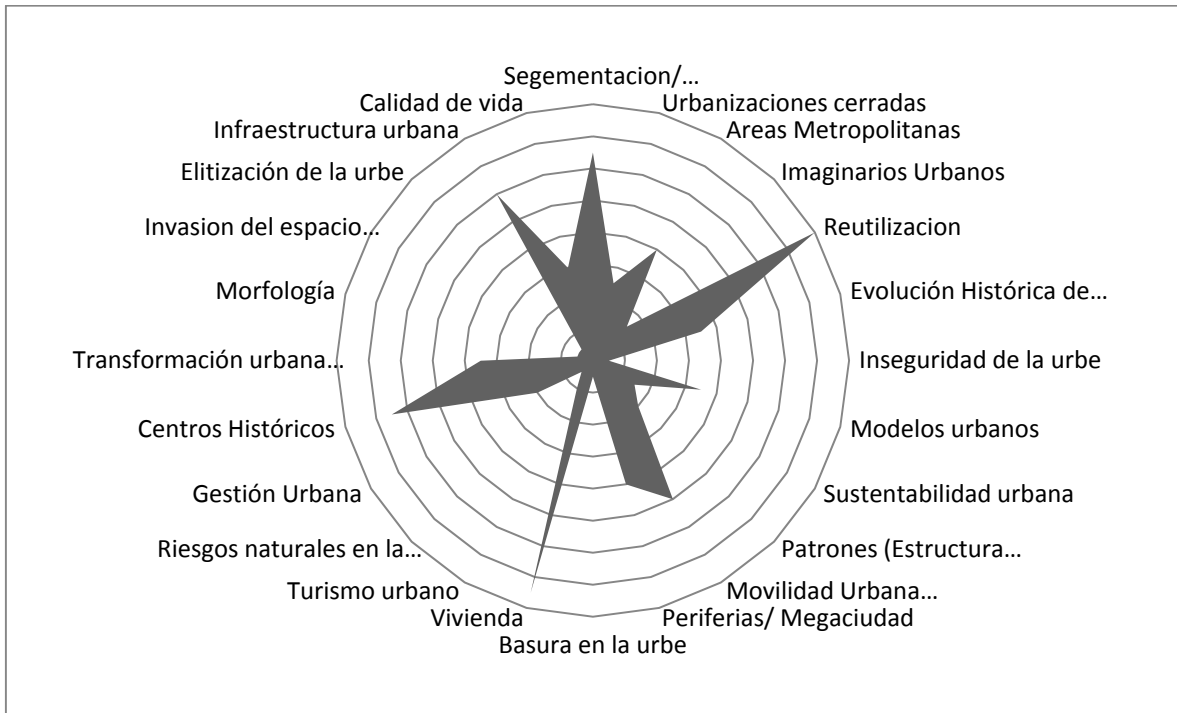 Segementacion/...
Urbanizaciones cerradas
Areas Metropolitanas
Imaginarios Urbanos
Reutilizacion
Evolución Histórica de...
Inseguridad de la urbe
Modelos urbanos
Sustentabilidad urbana
Patrones (Estructura...
Movilidad Urbana...
Periferias/ Megaciudad
Basura en la urbe
Vivienda
Turismo urbano
Riesgos naturales en la...
Gestión Urbana
Centros Históricos
Transformación urbana...
Morfología
Invasion del espacio...
Elitización de la urbe
Infraestructura urbana
Calidad de vida